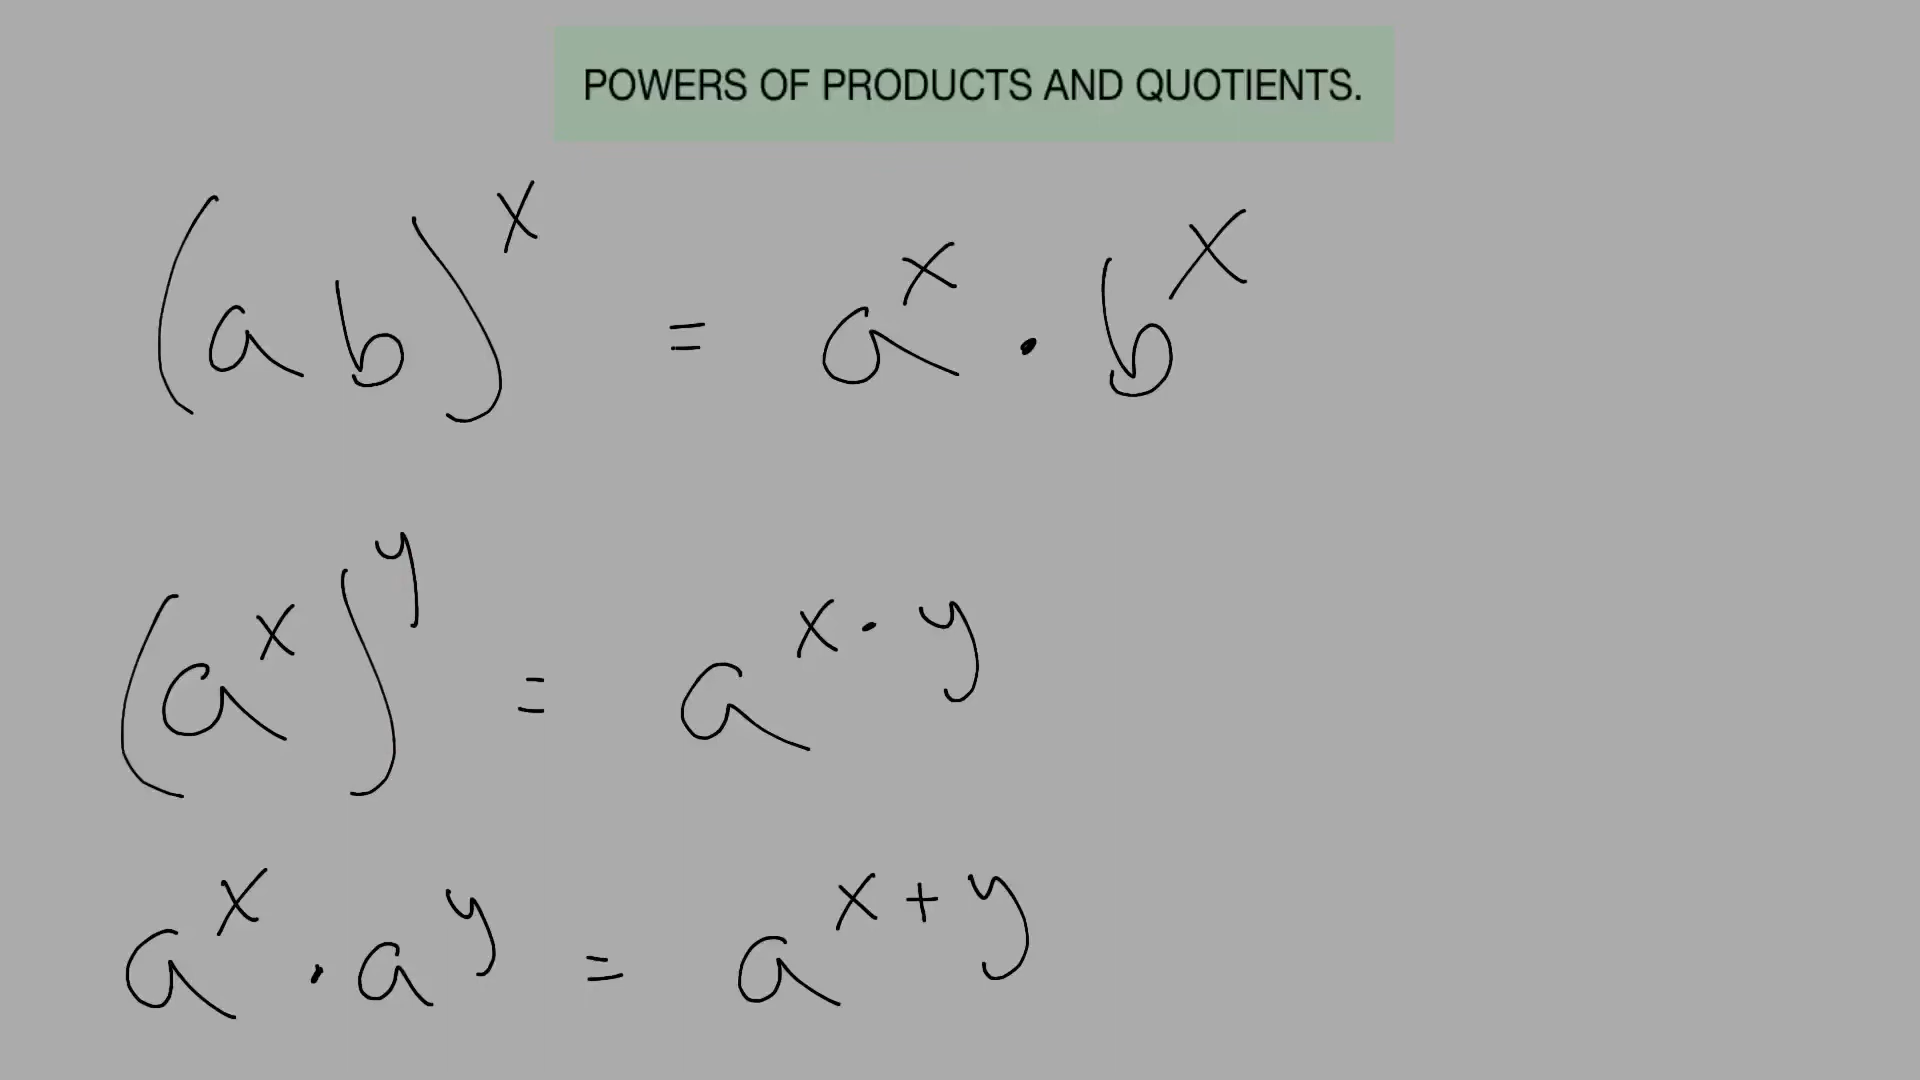 POWERS OF PRODUCTS AND QUOTIENTS.
(ab)^x = a^x · b^x
(a^x)^y = a^{x · y}
a^x · a^y = a^{x + y}